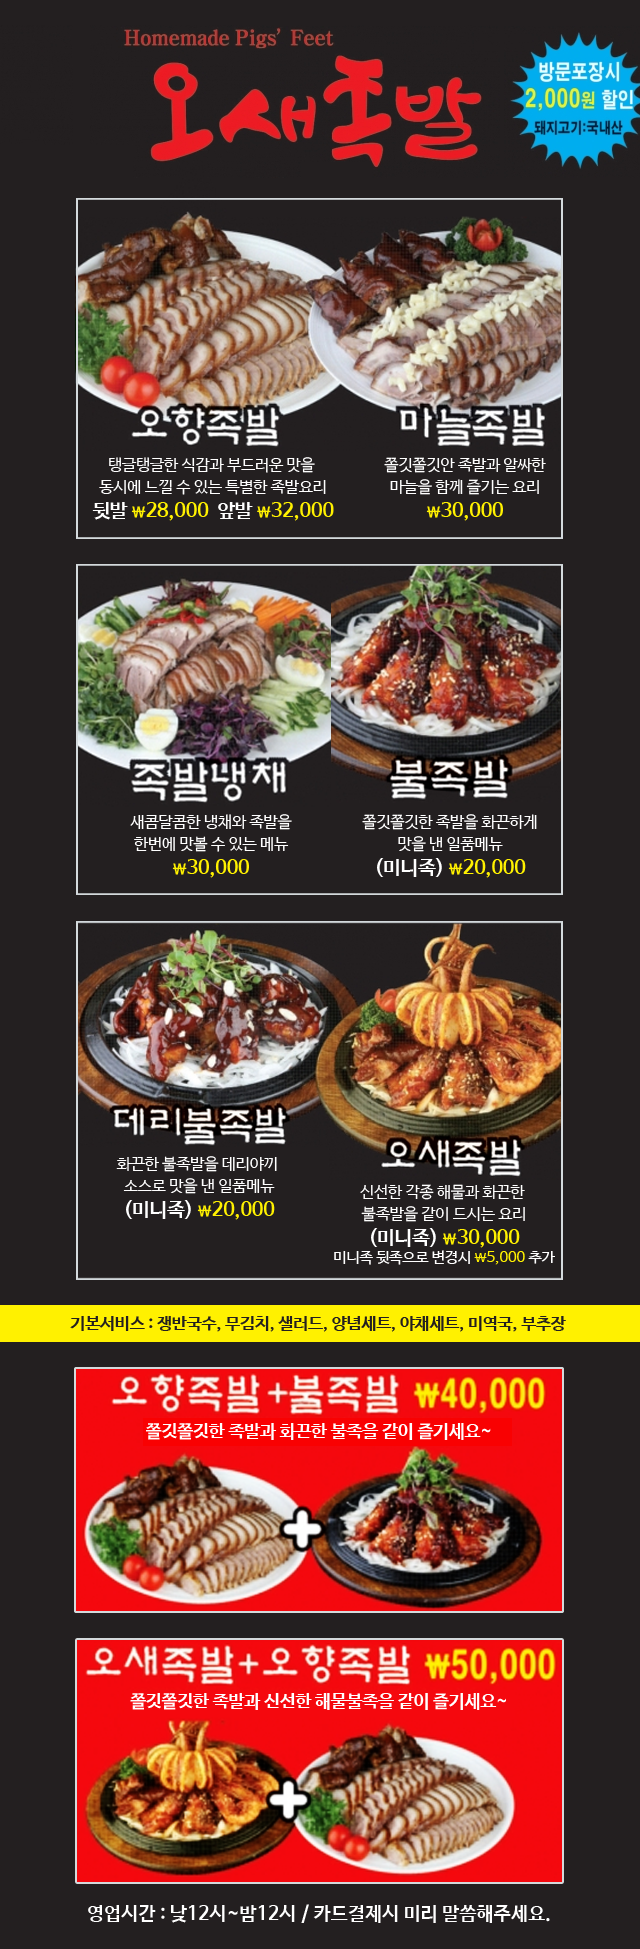 Homemade Pigs' Feet
오새족발
방문포장시
2,000원 할인
돼지고기:국내산
오향족발
탱글탱글한 식감과 부드러운 맛을
동시에 느낄 수 있는 특별한 족발요리
뒷발 ₩28,000 앞발 ₩32,000
마늘족발
쫄깃쫄깃안 족발과 알싸한
마늘을 함께 즐기는 요리
₩30,000
족발냉채
새콤달콤한 냉채와 족발을
한번에 맛볼 수 있는 메뉴
₩30,000
불족발
쫄깃쫄깃한 족발을 화끈하게
맛을 낸 일품메뉴
(미니족) ₩20,000
데리불족발
화끈한 불족발을 데리야끼
소스로 맛을 낸 일품메뉴
(미니족) ₩20,000
오새족발
신선한 각종 해물과 화끈한
불족발을 같이 드시는 요리
(미니족) ₩30,000
미니족 뒷족으로 변경시 ₩5,000 추가
기본서비스 : 쟁반국수, 무김치, 샐러드, 양념세트, 야채세트, 미역국, 부추장
오향족발+불족발 ₩40,000
쫄깃쫄깃한 족발과 화끈한 불족을 같이 즐기세요~
오새족발+오향족발 ₩50,000
쫄깃쫄깃한 족발과 신선한 해물불족을 같이 즐기세요~
영업시간 : 낮12시~밤12시 / 카드결제시 미리 말씀해주세요.